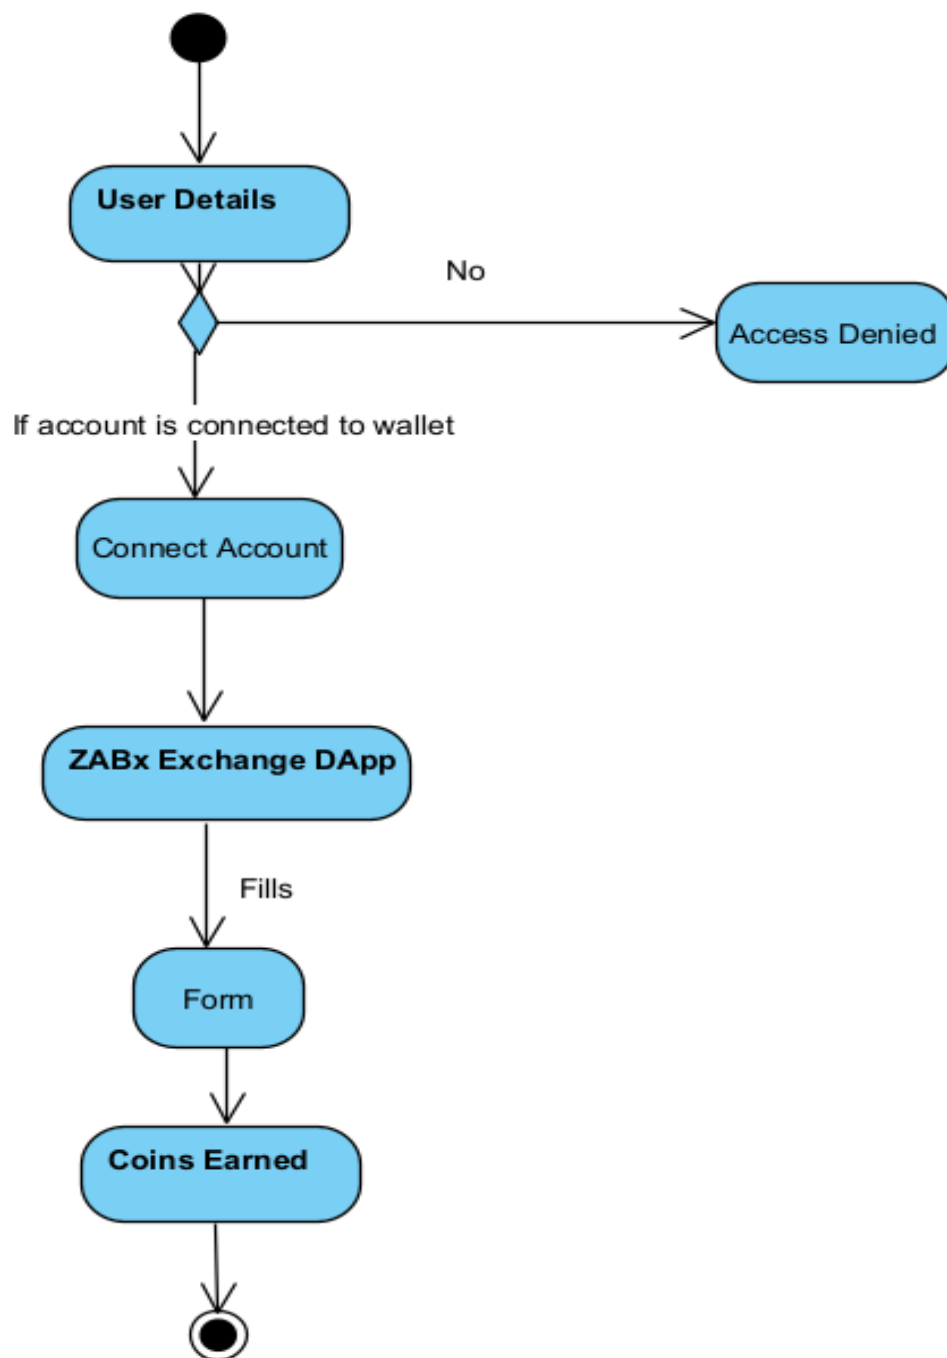 User Details
No
Access Denied
If account is connected to wallet
Connect Account
ZABx Exchange DApp
Fills
Form
Coins Earned